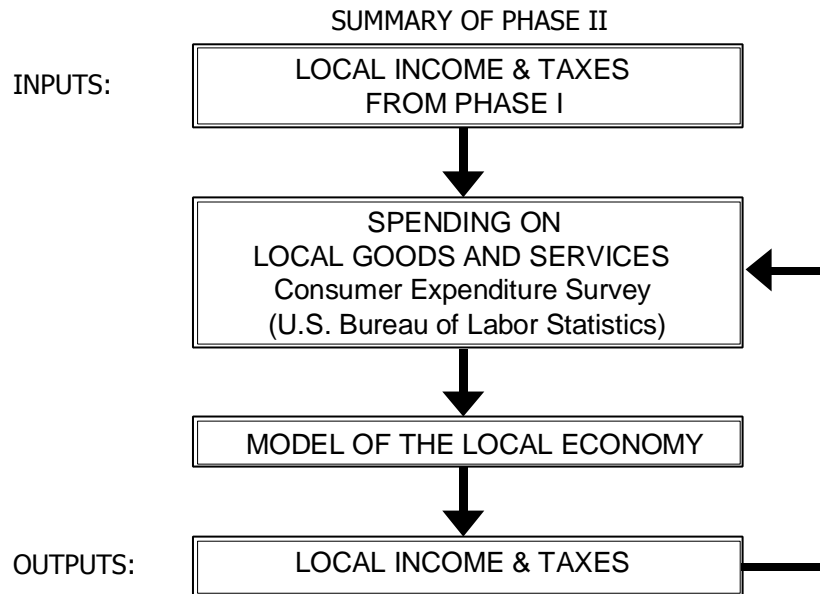 SUMMARY OF PHASE II
INPUTS:
LOCAL INCOME & TAXES
FROM PHASE I
SPENDING ON
LOCAL GOODS AND SERVICES
Consumer Expenditure Survey
(U.S. Bureau of Labor Statistics)
MODEL OF THE LOCAL ECONOMY
OUTPUTS:
LOCAL INCOME & TAXES